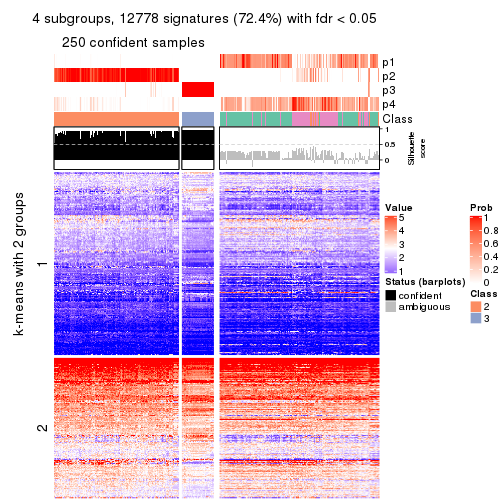 4 subgroups, 12778 signatures (72.4%) with fdr < 0.05
250 confident samples
p1
p2
p3
p4
Class
1
0.5
0
Silhouette
score
k-means with 2 groups
1
2
Value
5
4
3
2
1
Status (barplots)
confident
ambiguous
Prob
1
0.8
0.6
0.4
0.2
0
Class
2
3